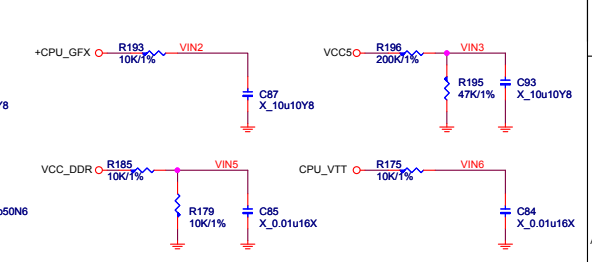 +CPU_GFX R193 VIN2
10K/1%
C87
X_10u10Y8
VCC5 R196 VIN3
200K/1%
R195
47K/1%
C93
X_10u10Y8
VCC_DDR R185 VIN5
10K/1%
R179
10K/1%
C85
X_0.01u16X
CPU_VTT R175 VIN6
10K/1%
C84
X_0.01u16X
Y8
50N6